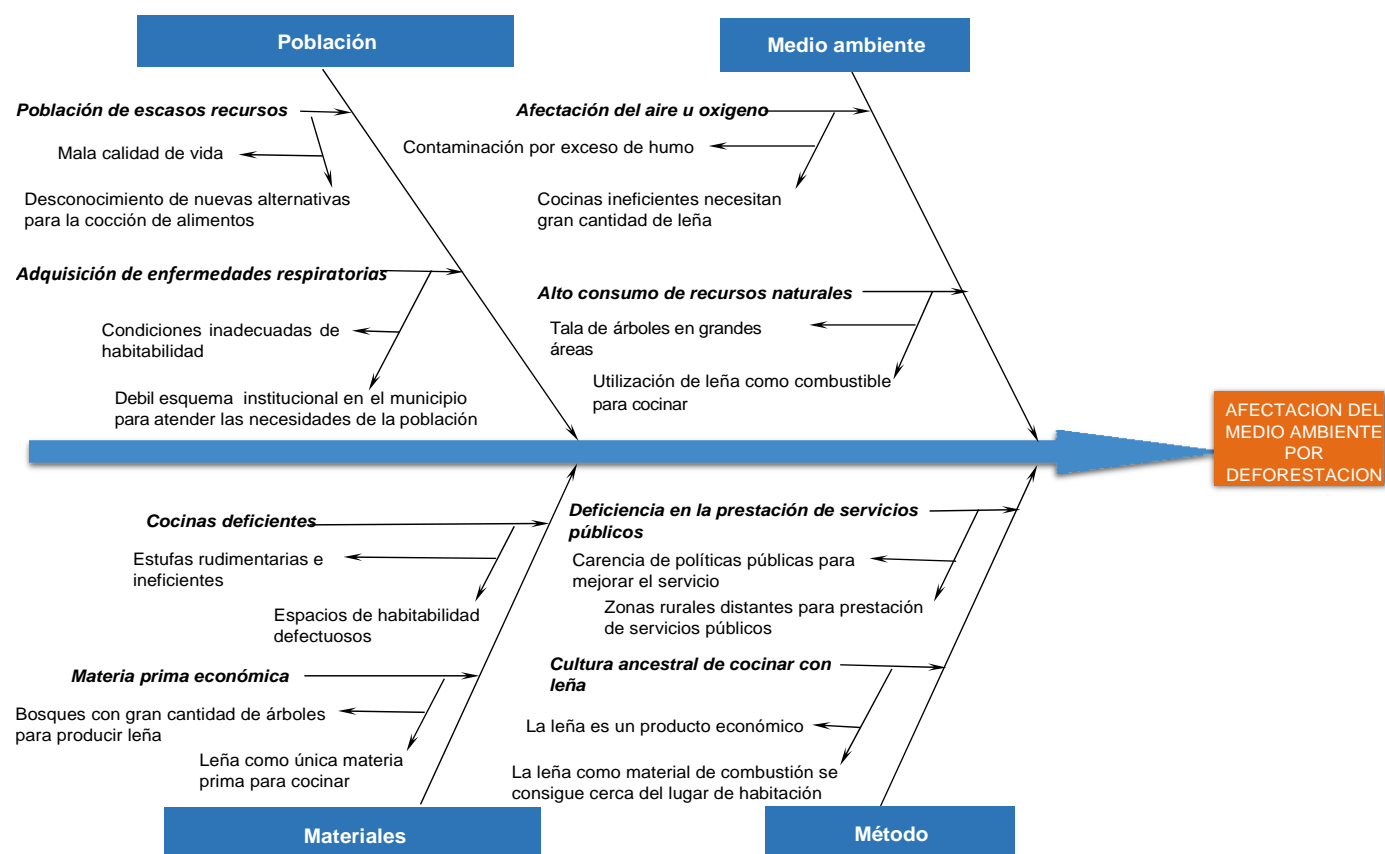 Población
Medio ambiente
Población de escasos recursos
Mala calidad de vida
Desconocimiento de nuevas alternativas
para la cocción de alimentos
Adquisición de enfermedades respiratorias
Condiciones inadecuadas de
habitabilidad
Debil esquema institucional en el municipio
para atender las necesidades de la población
Afectación del aire u oxigeno
Contaminación por exceso de humo
Cocinas ineficientes necesitan
gran cantidad de leña
Alto consumo de recursos naturales
Tala de árboles en grandes
áreas
Utilización de leña como combustible
para cocinar
AFECTACION DEL
MEDIO AMBIENTE
POR
DEFORESTACION
Cocinas deficientes
Estufas rudimentarias e
ineficientes
Espacios de habitabilidad
defectuosos
Materia prima económica
Bosques con gran cantidad de árboles
para producir leña
Leña como única materia
prima para cocinar
Deficiencia en la prestación de servicios
públicos
Carencia de políticas públicas para
mejorar el servicio
Zonas rurales distantes para prestación
de servicios públicos
Cultura ancestral de cocinar con
leña
La leña es un producto económico
La leña como material de combustión se
consigue cerca del lugar de habitación
Materiales
Método